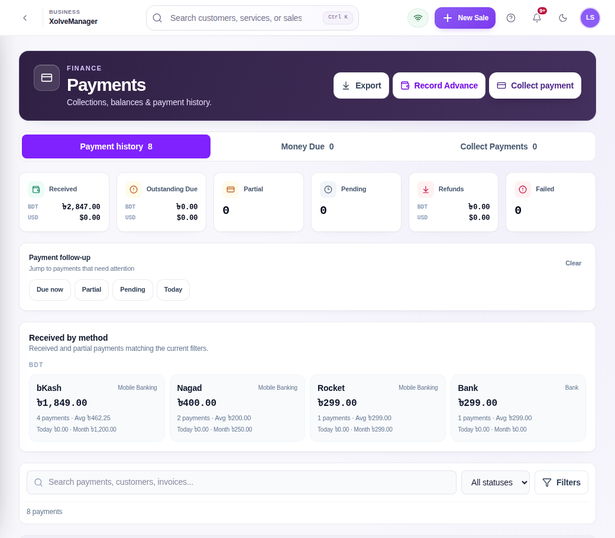 BUSINESS
XolveManager
Search customers, services, or sales
Ctrl K
New Sale
9+
LS
FINANCE
Payments
Collections, balances & payment history.
Export
Record Advance
Collect payment
Payment history 8
Money Due 0
Collect Payments 0
Received
BDT ৳2,847.00
USD $0.00
Outstanding Due
BDT ৳0.00
USD $0.00
Partial
0
Pending
0
Refunds
BDT ৳0.00
USD $0.00
Failed
0
Payment follow-up
Jump to payments that need attention
Clear
Due now
Partial
Pending
Today
Received by method
Received and partial payments matching the current filters.
BDT
bKash Mobile Banking
৳1,849.00
4 payments · Avg ৳462.25
Today ৳0.00 · Month ৳1,200.00
Nagad Mobile Banking
৳400.00
2 payments · Avg ৳200.00
Today ৳0.00 · Month ৳250.00
Rocket Mobile Banking
৳299.00
1 payments · Avg ৳299.00
Today ৳0.00 · Month ৳299.00
Bank Bank
৳299.00
1 payments · Avg ৳299.00
Today ৳0.00 · Month ৳0.00
Search payments, customers, invoices...
All statuses
Filters
8 payments